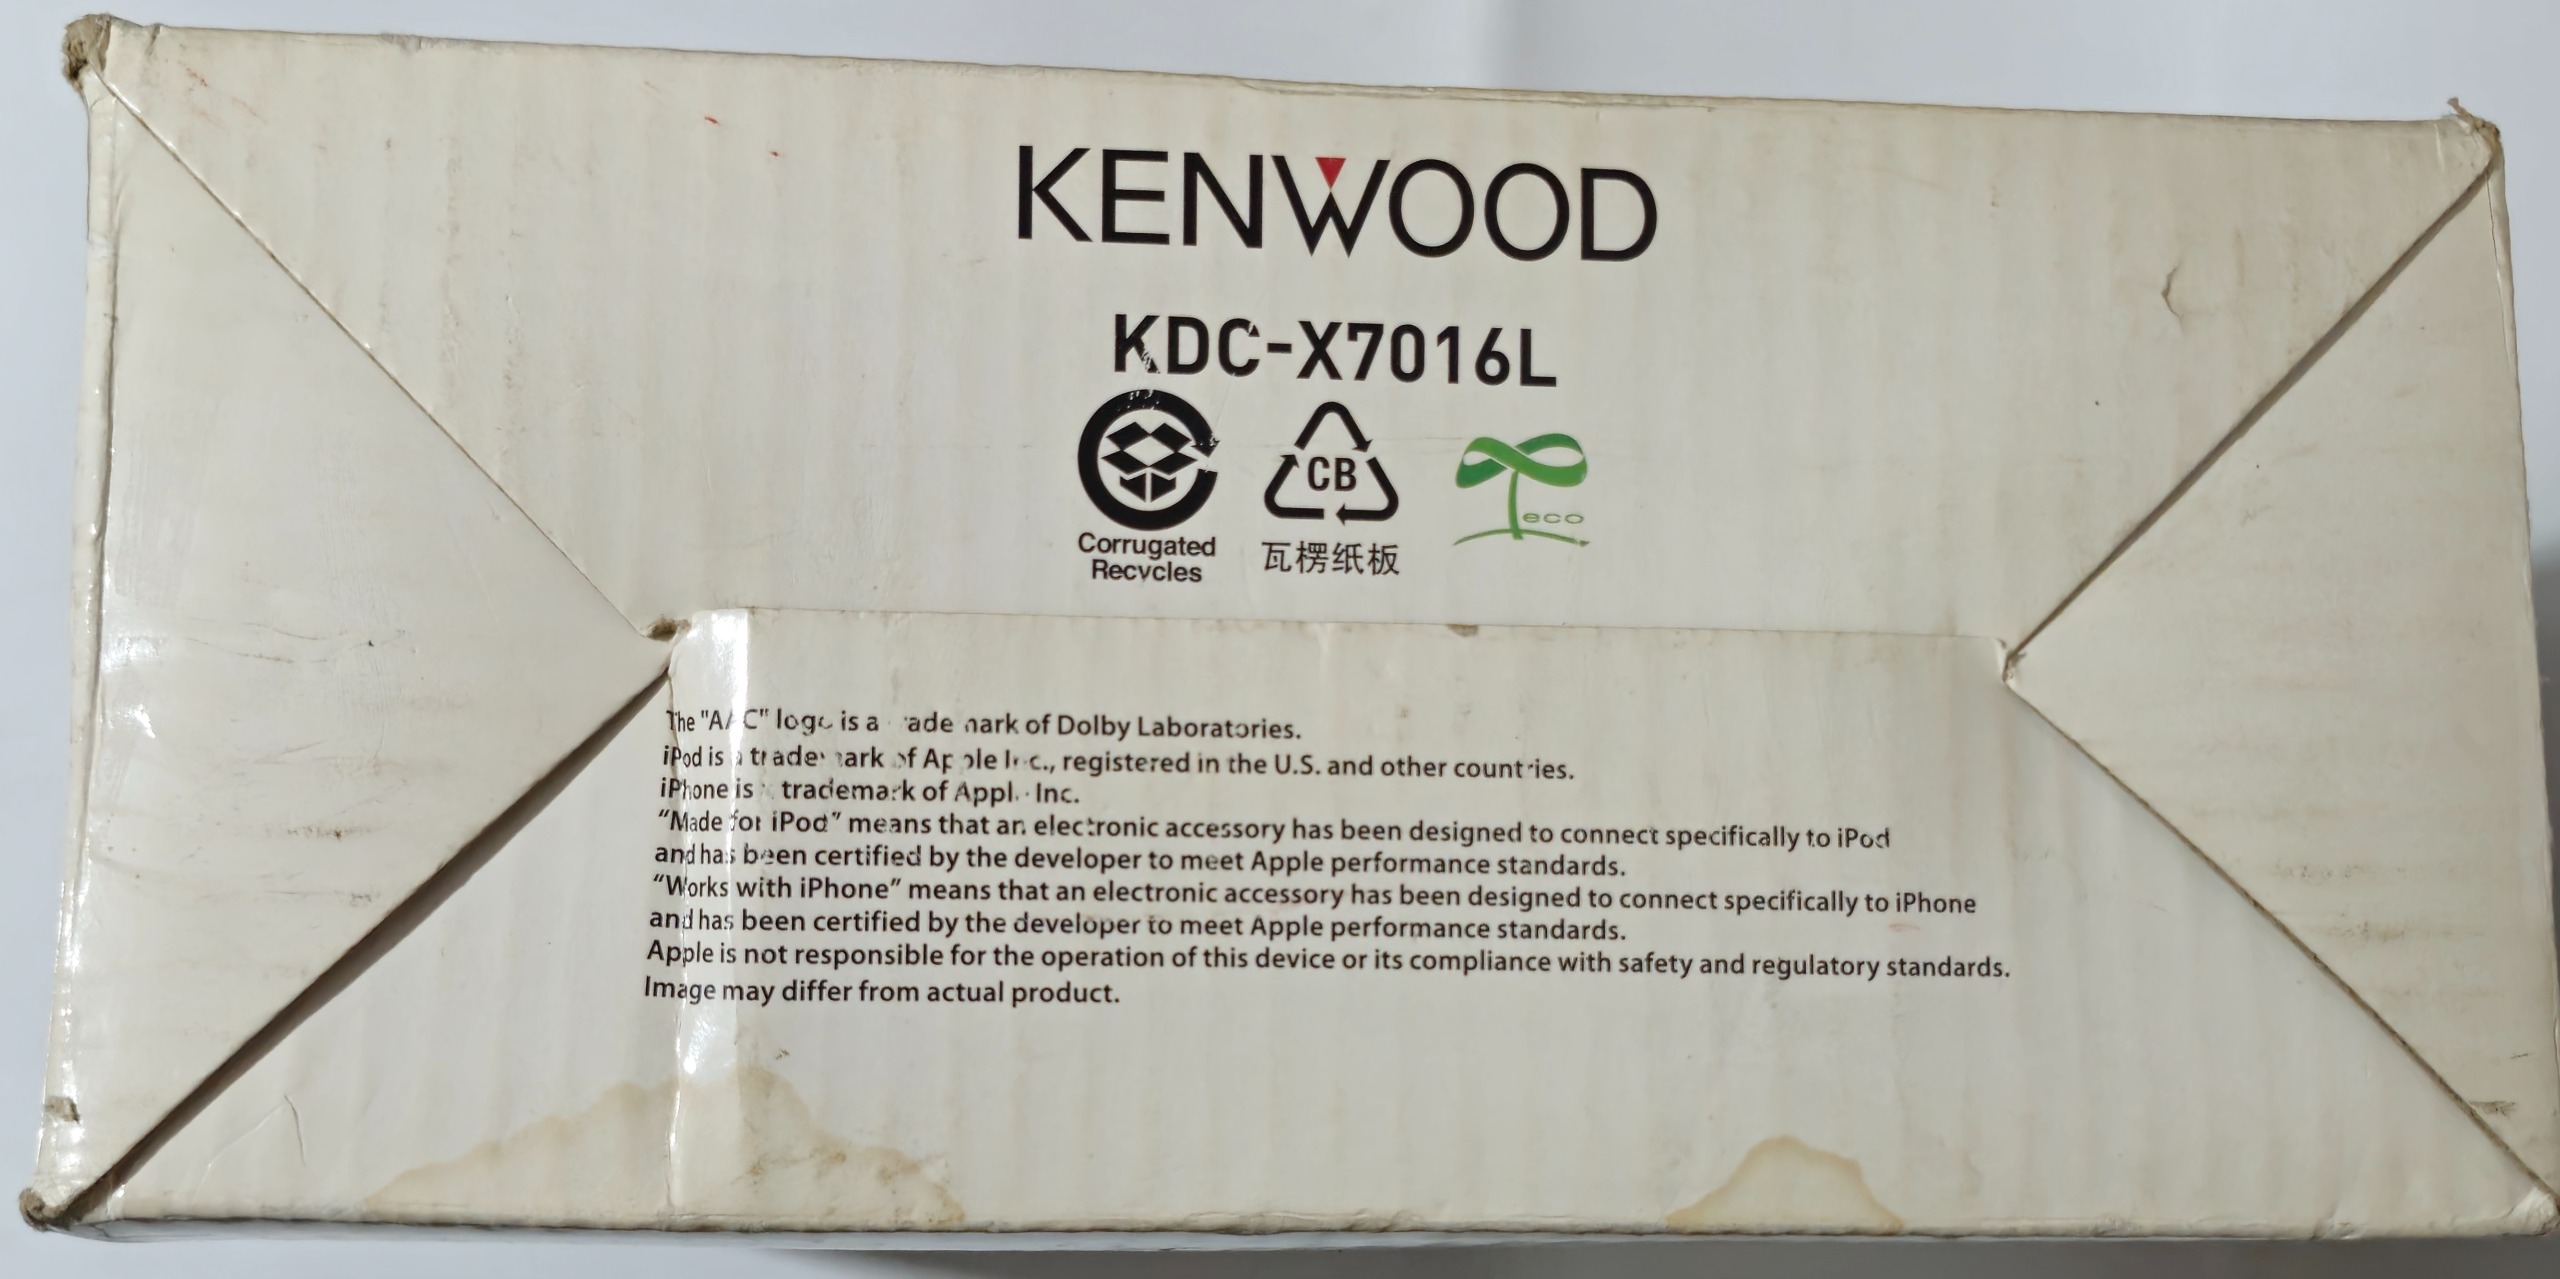 KENWOOD
KDC-X7016L
CB
eco
Corrugated
Recycles
瓦楞纸板
The "AAC" logo is a trademark of Dolby Laboratories.
iPod is a trademark of Apple Inc., registered in the U.S. and other countries.
iPhone is a trademark of Apple Inc.
“Made for iPod” means that an electronic accessory has been designed to connect specifically to iPod
and has been certified by the developer to meet Apple performance standards.
“Works with iPhone” means that an electronic accessory has been designed to connect specifically to iPhone
and has been certified by the developer to meet Apple performance standards.
Apple is not responsible for the operation of this device or its compliance with safety and regulatory standards.
Image may differ from actual product.